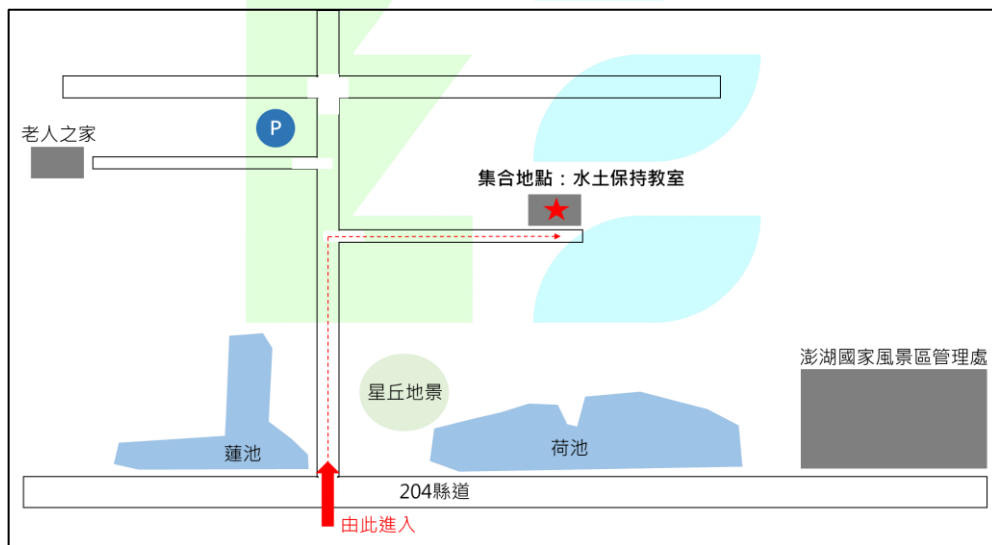 P
老人之家
集合地點：水土保持教室
澎湖國家風景區管理處
星丘地景
蓮池
荷池
204縣道
由此進入